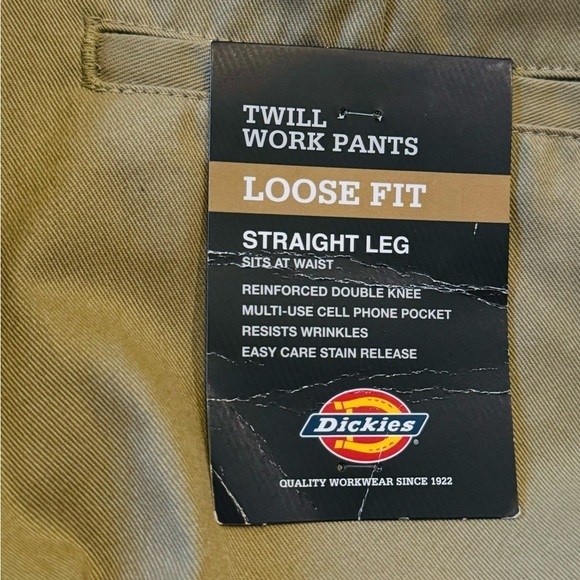 TWILL
WORK PANTS
LOOSE FIT
STRAIGHT LEG
SITS AT WAIST
REINFORCED DOUBLE KNEE
MULTI-USE CELL PHONE POCKET
RESISTS WRINKLES
EASY CARE STAIN RELEASE
Dickies
QUALITY WORKWEAR SINCE 1922